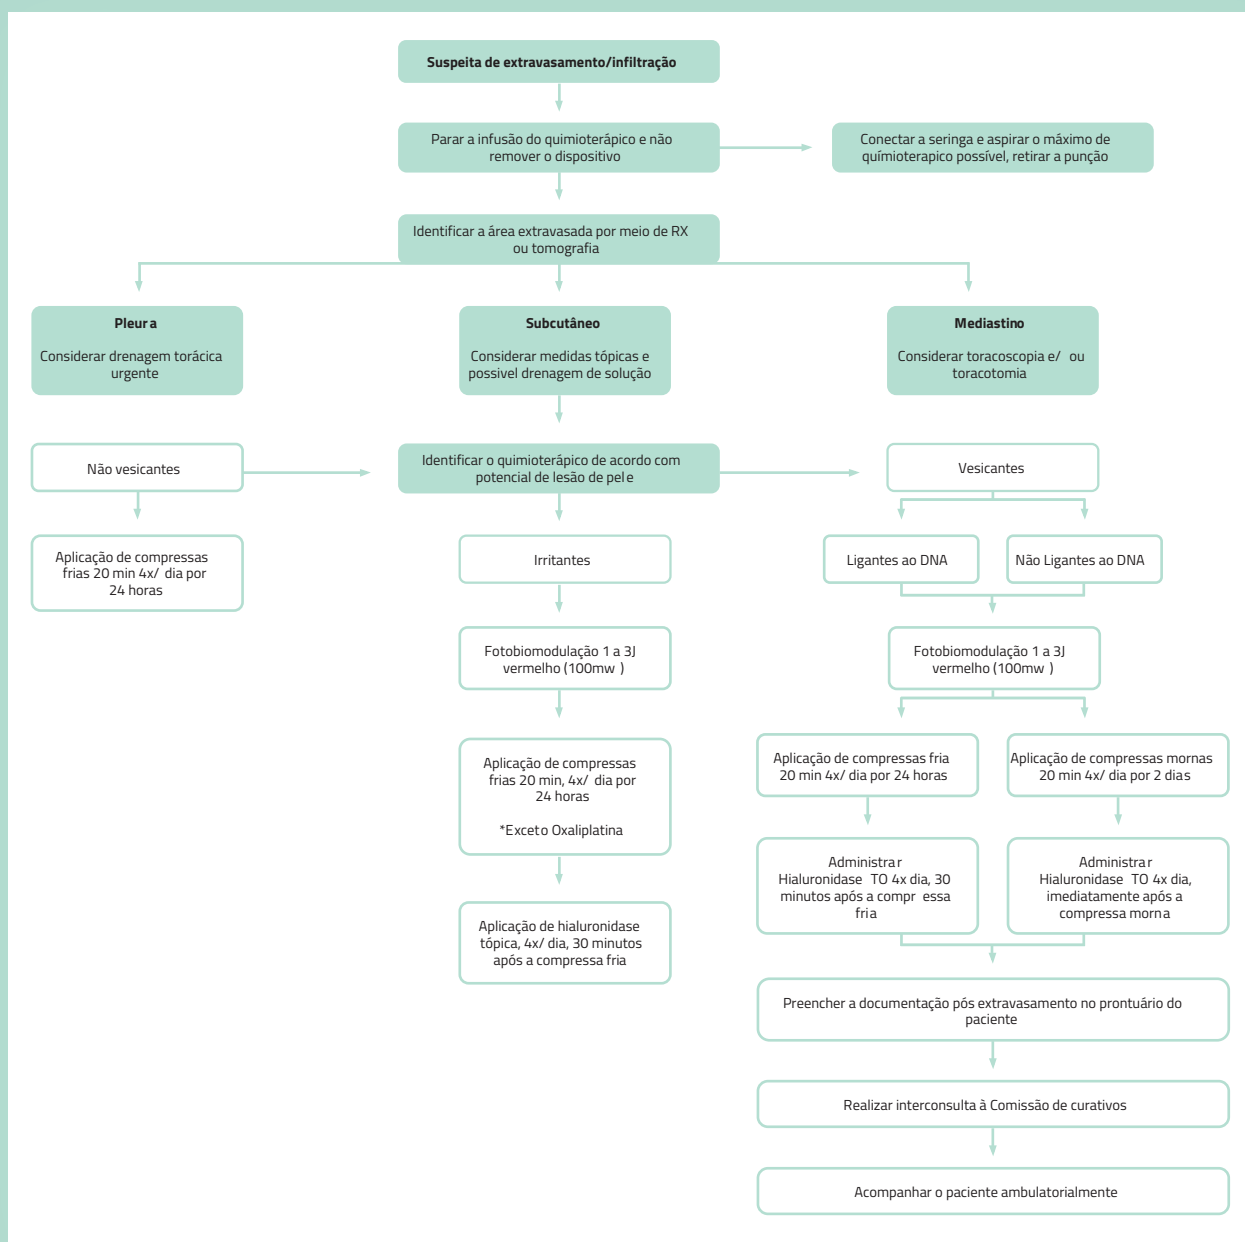 Suspeita de extravasamento/infiltração
Parar a infusão do quimioterápico e não
remover o dispositivo
Conectar a seringa e aspirar o máximo de
químioterapico possível, retirar a punção
Identificar a área extravasada por meio de RX
ou tomografia
Pleura
Considerar drenagem torácica
urgente
Subcutâneo
Considerar medidas tópicas e
possivel drenagem de solução
Mediastino
Considerar toracoscopia e/ ou
toracotomia
Não vesicantes
Identificar o quimioterápico de acordo com
potencial de lesão de pele
Vesicantes
Aplicação de compressas
frias 20 min 4x/ dia por
24 horas
Irritantes
Ligantes ao DNA
Não Ligantes ao DNA
Fotobiomodulação 1 a 3J
vermelho (100mw )
Fotobiomodulação 1 a 3J
vermelho (100mw )
Aplicação de compressas
frias 20 min, 4x/ dia por
24 horas
*Exceto Oxaliplatina
Aplicação de compressas fria
20 min 4x/ dia por 24 horas
Aplicação de compressas mornas
20 min 4x/ dia por 2 dias
Administrar
Hialuronidase TO 4x dia, 30
minutos após a compr essa
fria
Administrar
Hialuronidase TO 4x dia,
imediatamente após a
compressa morna
Aplicação de hialuronidase
tópica, 4x/ dia, 30 minutos
após a compressa fria
Preencher a documentação pós extravasamento no prontuário do
paciente
Realizar interconsulta à Comissão de curativos
Acompanhar o paciente ambulatorialmente